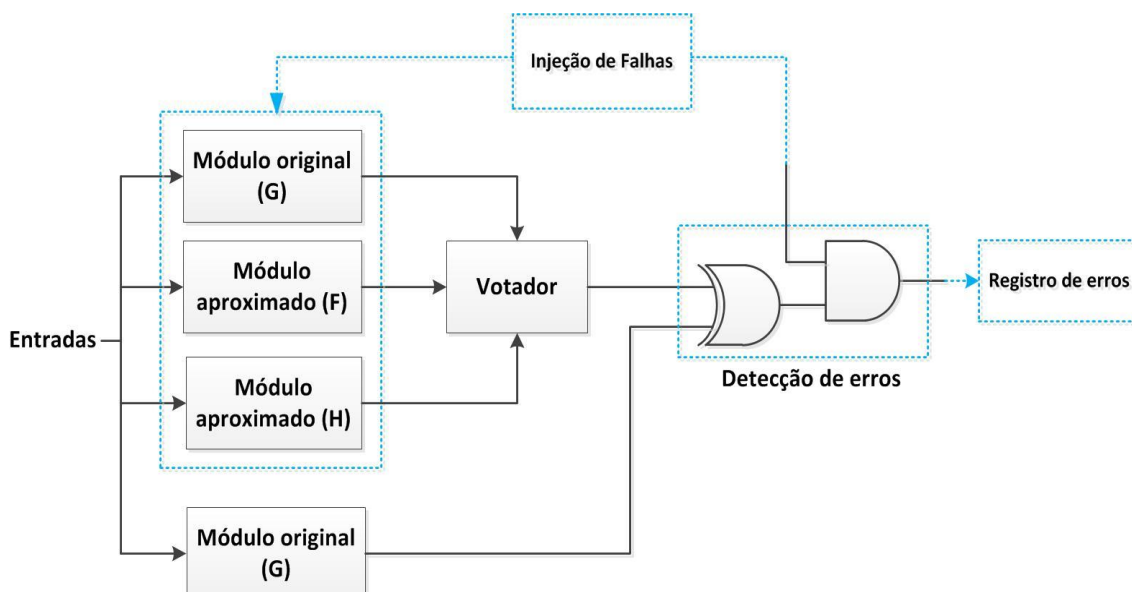 Injeção de Falhas
Módulo original
(G)
Módulo
aproximado (F)
Votador
Registro de erros
Entradas
Módulo
aproximado (H)
Detecção de erros
Módulo original
(G)